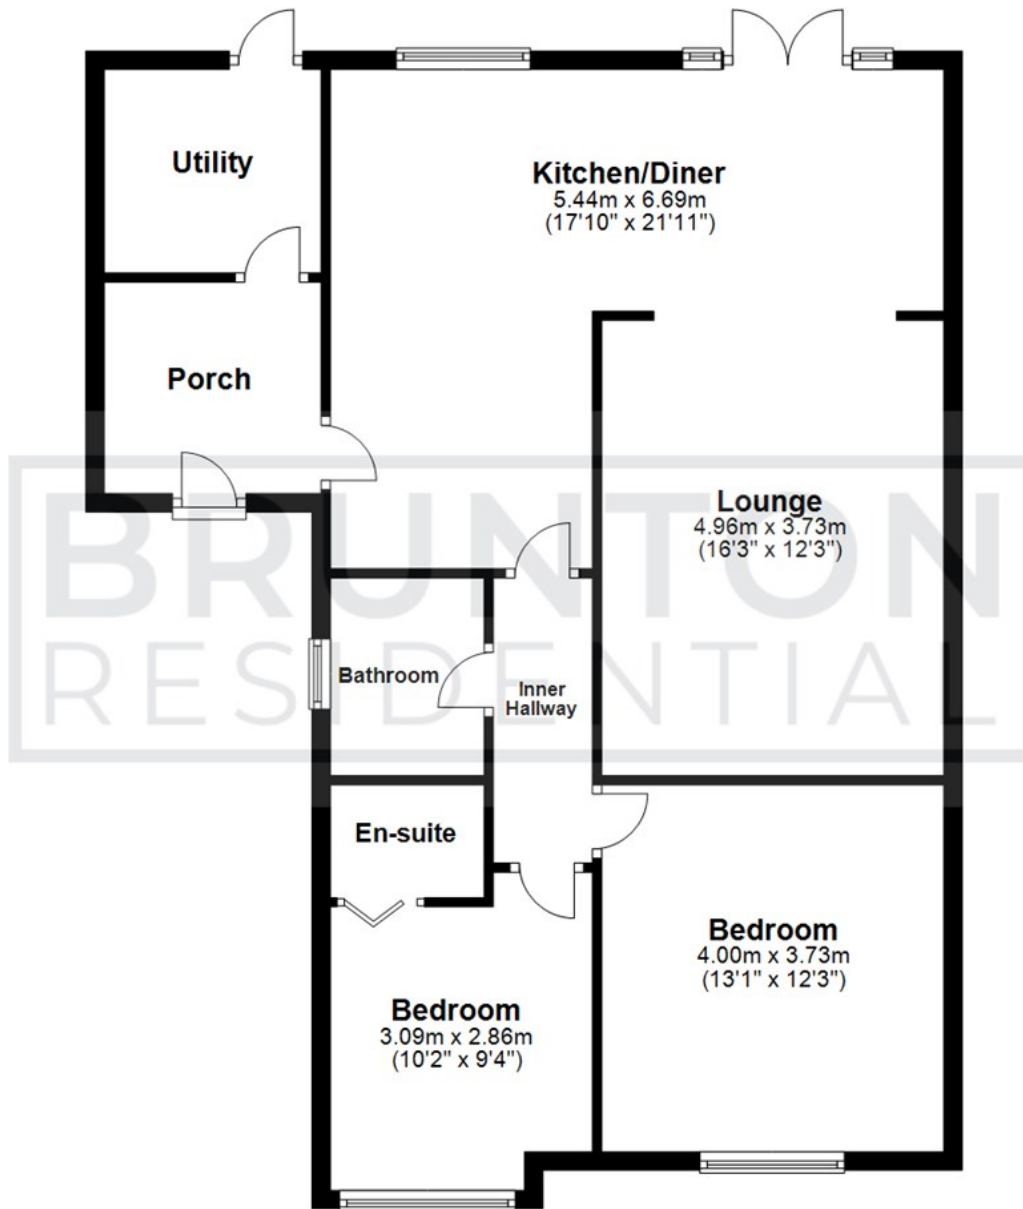 Utility
Kitchen/Diner
5.44m x 6.69m
(17'10" x 21'11")
Porch
Lounge
4.96m x 3.73m
(16'3" x 12'3")
BRUNTON
RESIDENTIAL
Bathroom
Inner
Hallway
En-suite
Bedroom
4.00m x 3.73m
(13'1" x 12'3")
Bedroom
3.09m x 2.86m
(10'2" x 9'4")